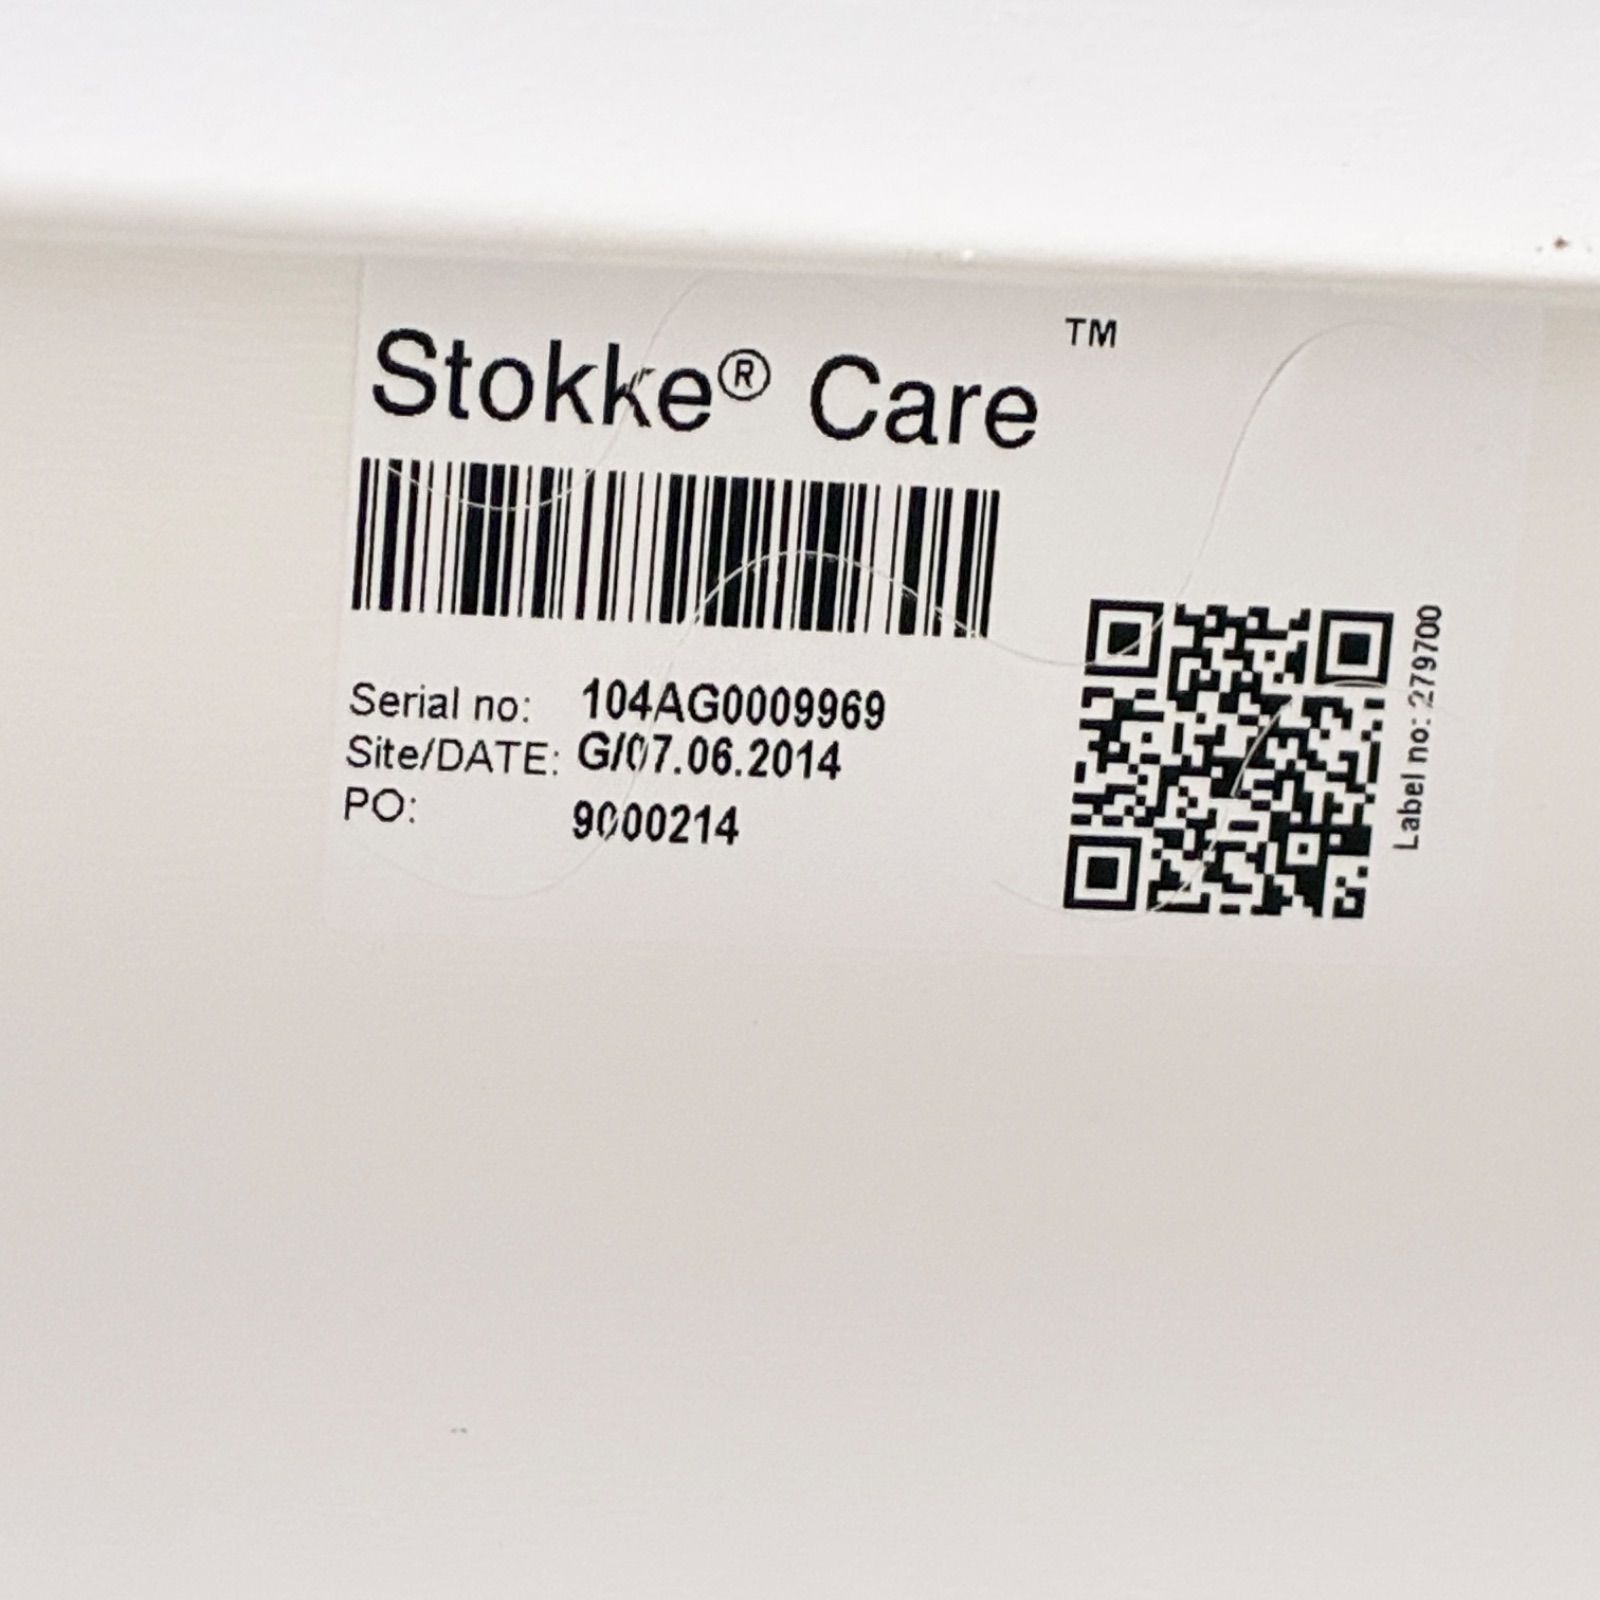 Stokke® Care™
Serial no: 104AG0009969
Site/DATE: G/07.06.2014
PO: 9000214
Label no: 279700